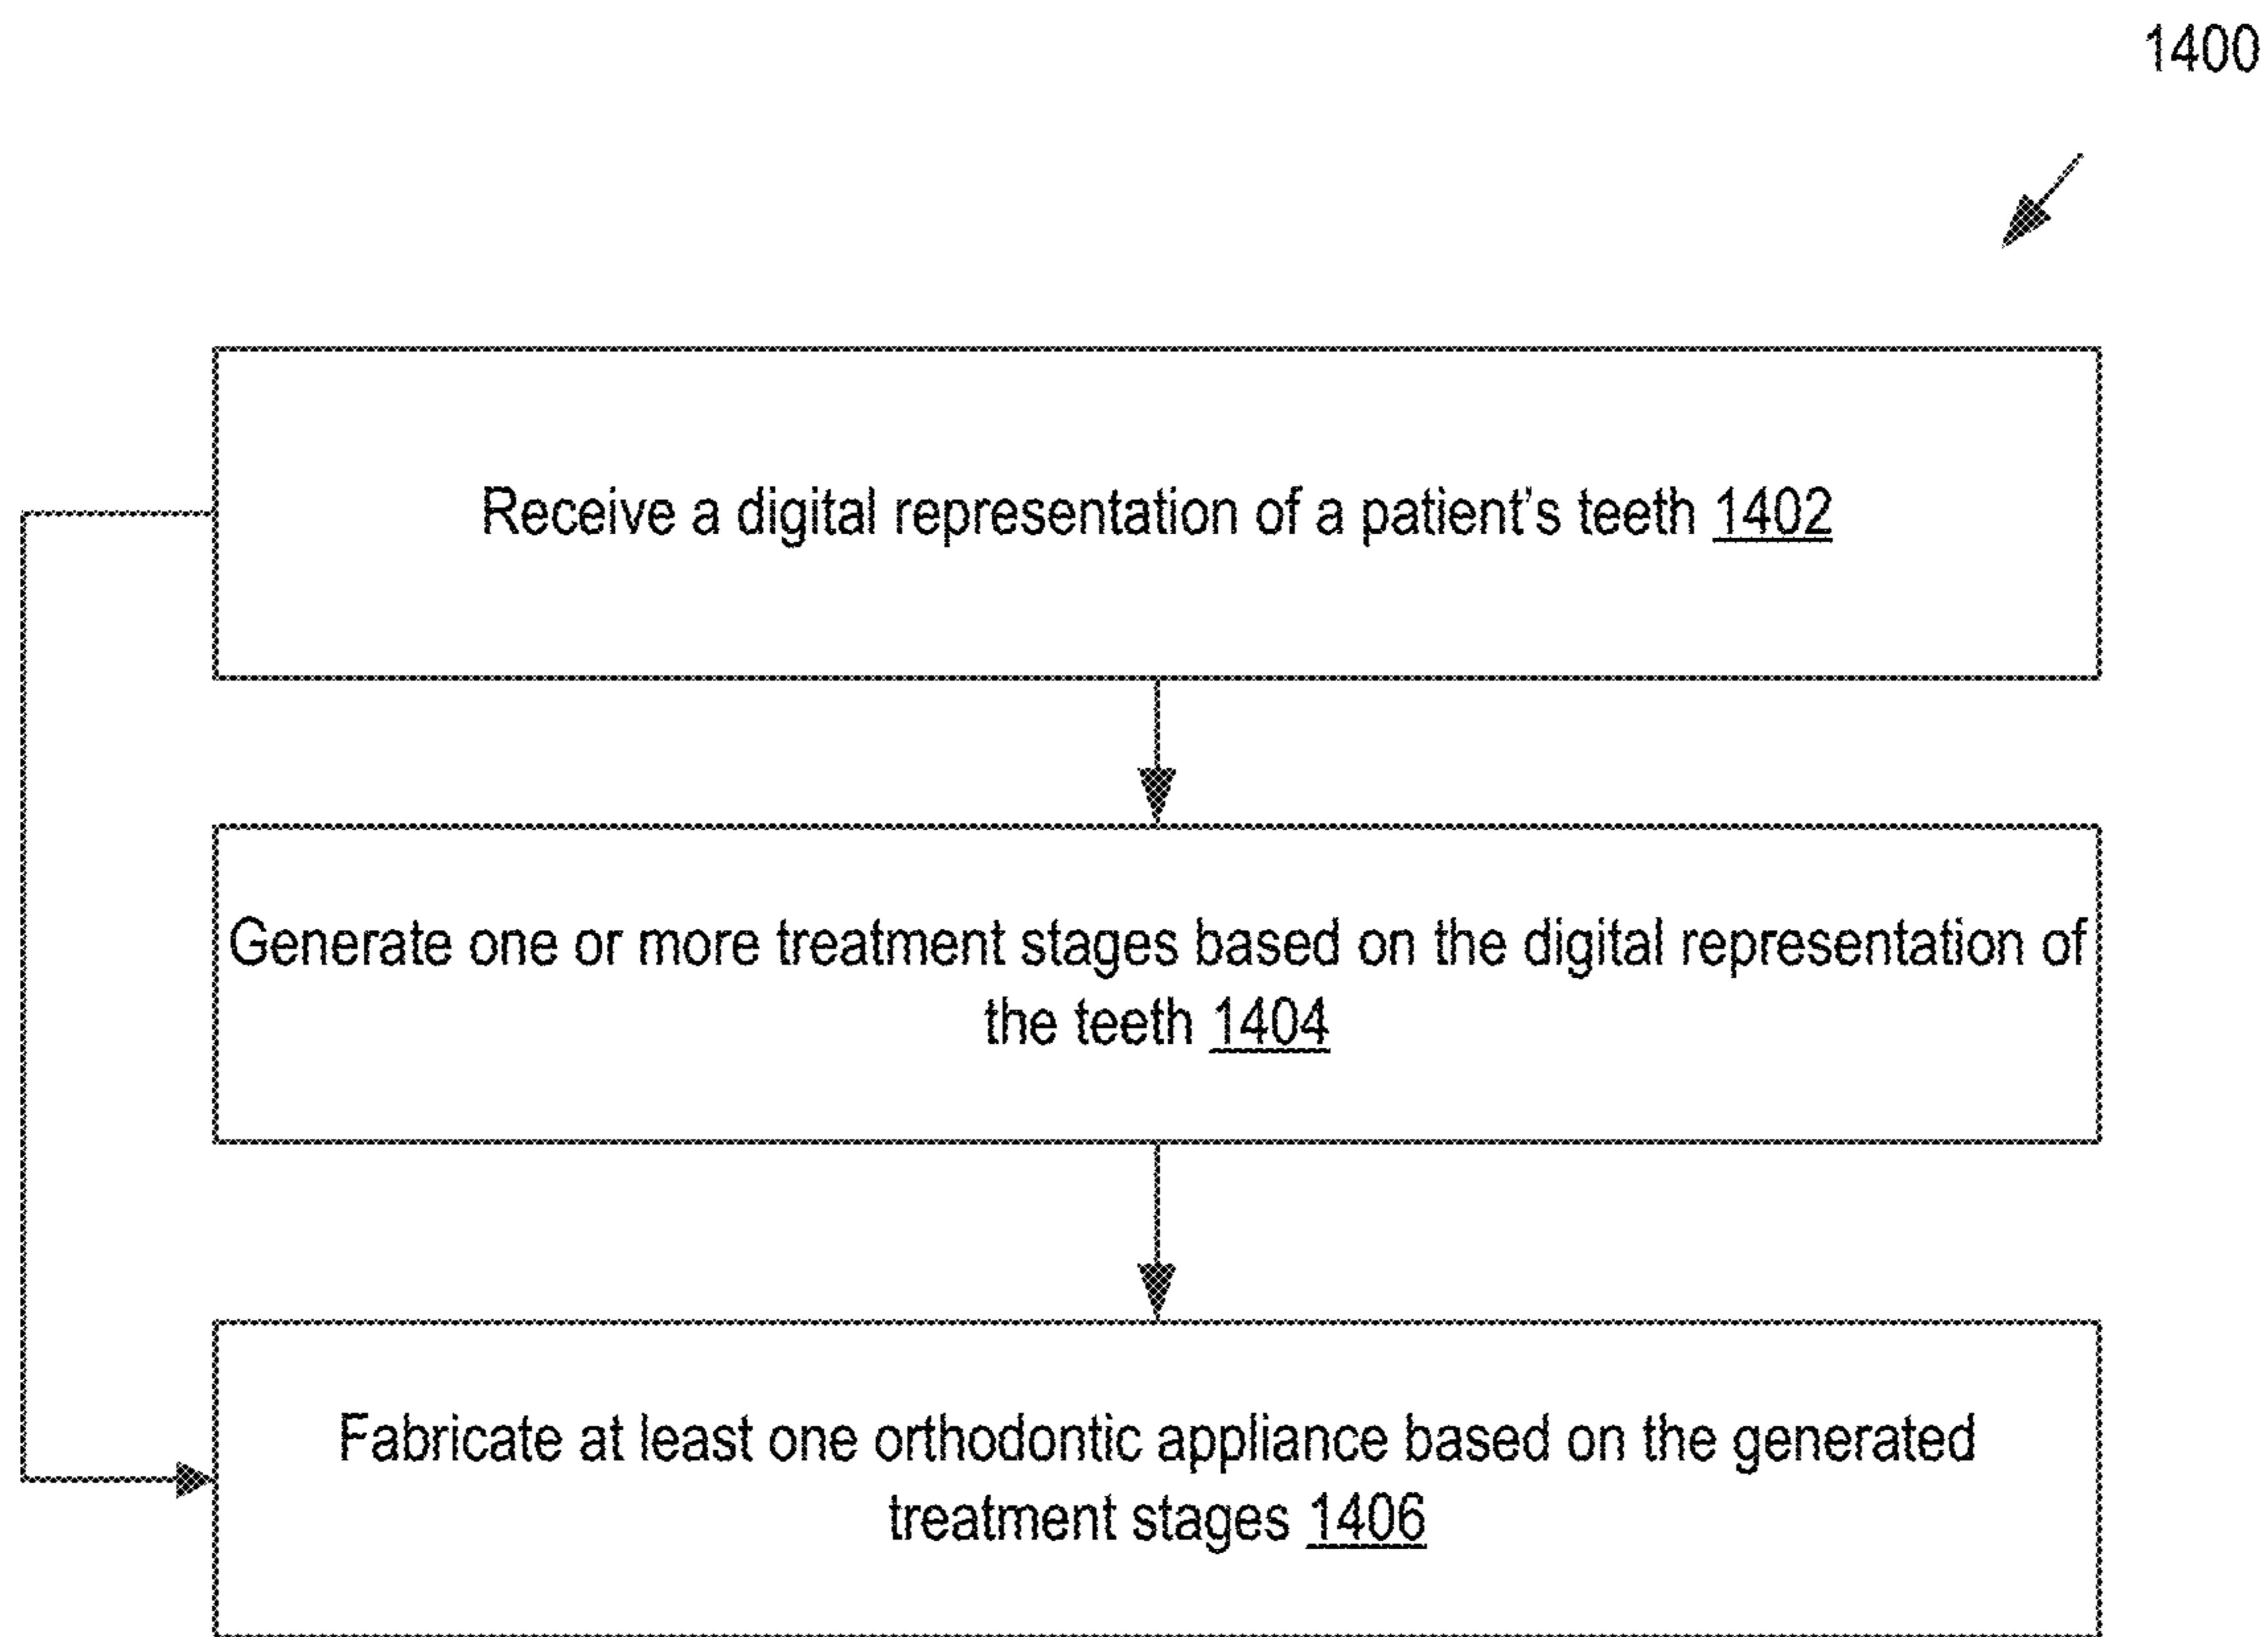 1400
Receive a digital representation of a patient's teeth 1402
Generate one or more treatment stages based on the digital representation of
the teeth 1404
Fabricate at least one orthodontic appliance based on the generated
treatment stages 1406